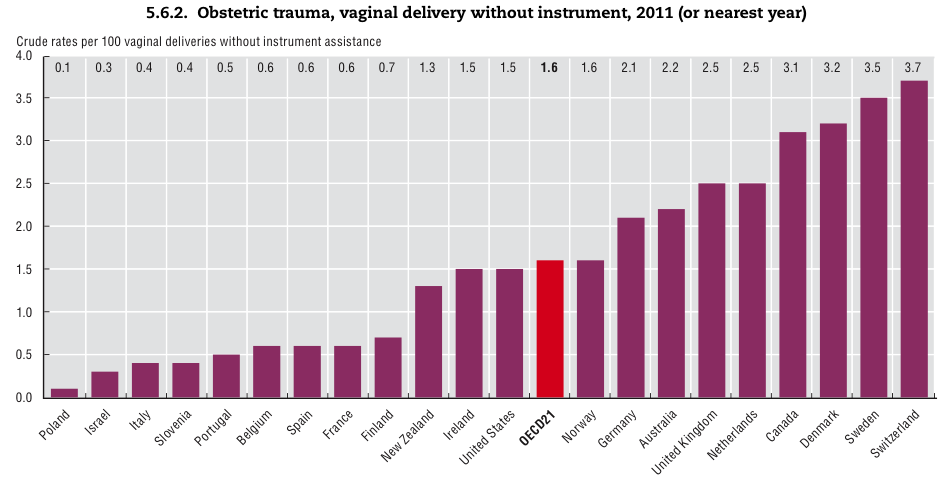 5.6.2. Obstetric trauma, vaginal delivery without instrument, 2011 (or nearest year)
Crude rates per 100 vaginal deliveries without instrument assistance
4.0
0.1 0.3 0.4 0.4 0.5 0.6 0.6 0.6 0.7 1.3 1.5 1.5 1.6 1.6 2.1 2.2 2.5 2.5 3.1 3.2 3.5 3.7
3.5
3.0
2.5
2.0
1.5
1.0
0.5
0.0
Poland
Israel
Italy
Slovenia
Portugal
Belgium
Spain
France
Finland
New Zealand
Ireland
United States
OECD21
Norway
Germany
Australia
United Kingdom
Netherlands
Canada
Denmark
Sweden
Switzerland